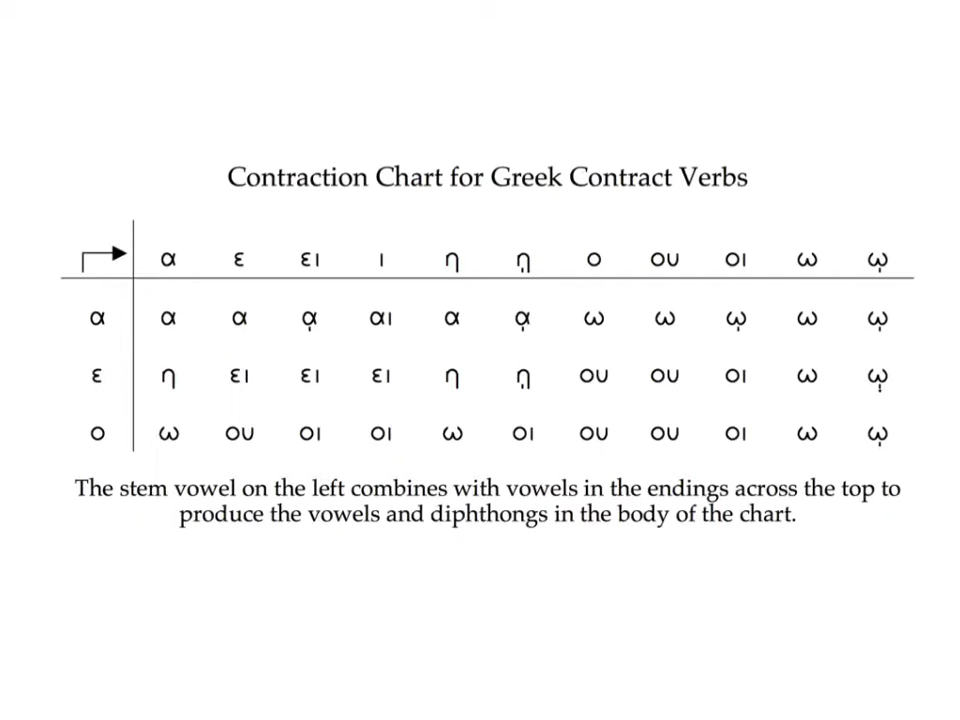 Contraction Chart for Greek Contract Verbs
α ε ει ι η ῃ ο ου οι ω ῳ
α α α ᾳ αι α ᾳ ω ω ῳ ω ῳ
ε η ει ει ει η ῃ ου ου οι ω ῳ
ο ω ου οι οι ω οι ου ου οι ω ῳ
The stem vowel on the left combines with vowels in the endings across the top to
produce the vowels and diphthongs in the body of the chart.